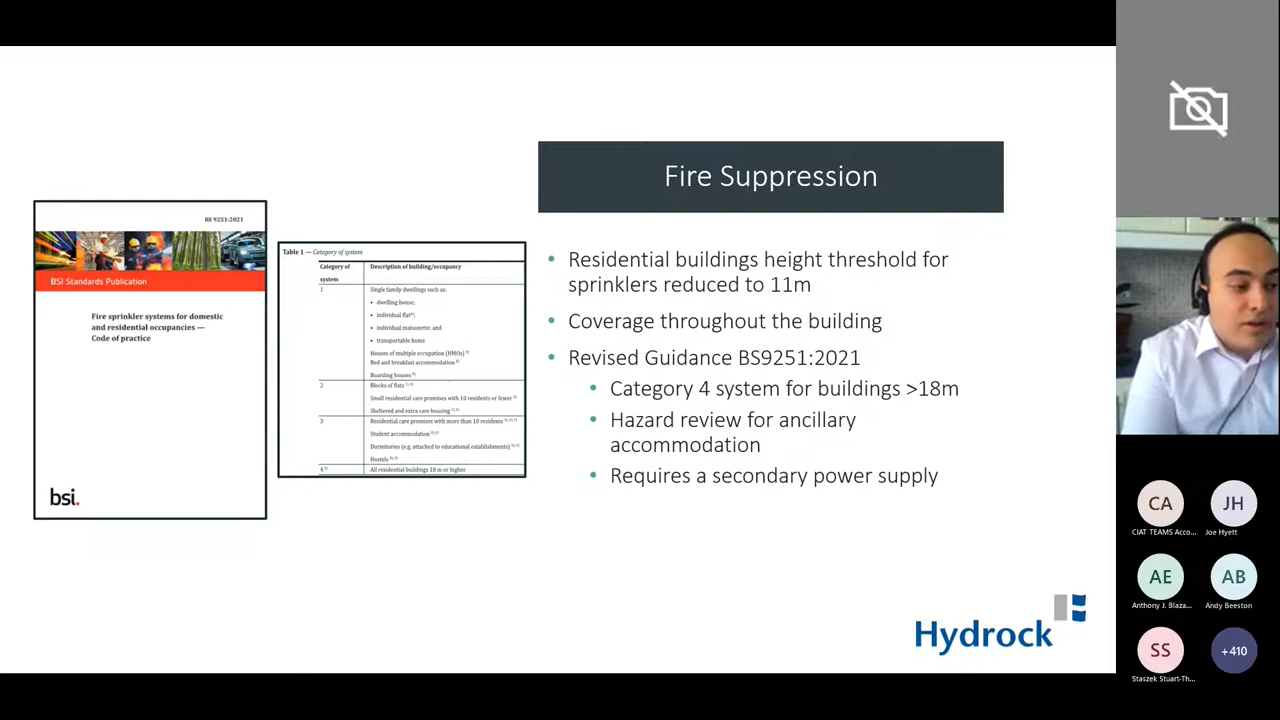 BS 9251:2021
BSI Standards Publication
Fire sprinkler systems for domestic
and residential occupancies —
Code of practice
bsi.
Table 1 — Category of system
Category of system Description of building/occupancy
1 Single family dwellings such as:
• dwelling house;
• individual flat
• individual maisonette; and
• transportable home
Houses of multiple occupation (HMOs)
Bed and breakfast accommodation
Boarding houses
2 Blocks of flats
Small residential care premises with 10 residents or fewer
Sheltered and extra care housing
3 Residential care premises with more than 10 residents
Student accommodation
Dormitories (e.g. attached to educational establishments)
Hostels
4 All residential buildings 18 m or higher
Fire Suppression
• Residential buildings height threshold for
sprinklers reduced to 11m
• Coverage throughout the building
• Revised Guidance BS9251:2021
• Category 4 system for buildings >18m
• Hazard review for ancillary
accommodation
• Requires a secondary power supply
Hydrock
CA JH
CIAT TEAMS Acco... Joe Hyett
AE AB
Anthony J. Blaza... Andy Beeston
SS +410
Staszek Stuart-Th...